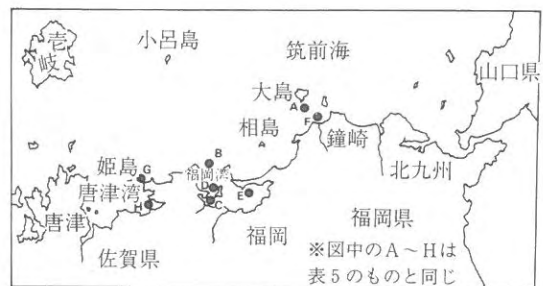 壱岐
小呂島
筑前海
山口県
大島
A
F
相島
鐘崎
B
姫島
G
福岡湾
北九州
D
E
C
唐津湾
H
唐津
福岡
福岡県
佐賀県
※図中のA～Hは
表5のものと同じ